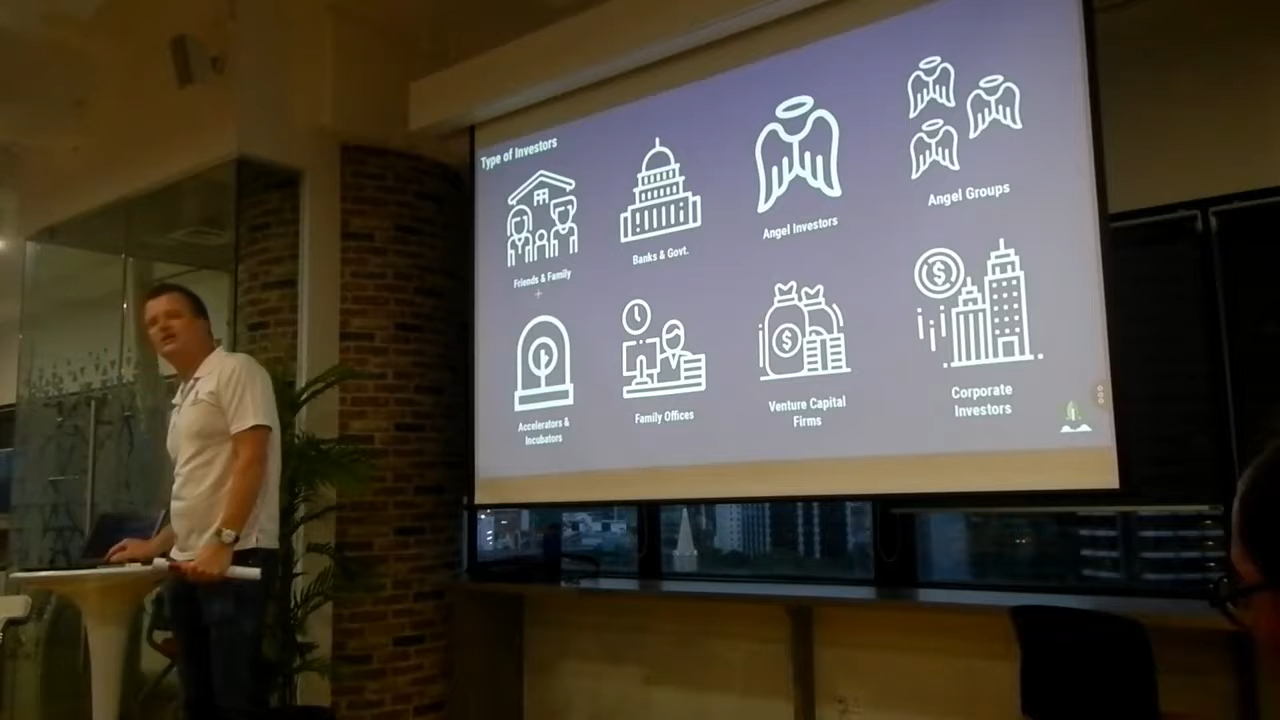 Type of Investors
Friends & Family
Banks & Govt.
Angel Investors
Angel Groups
Accelerators &
Incubators
Family Offices
Venture Capital
Firms
Corporate
Investors